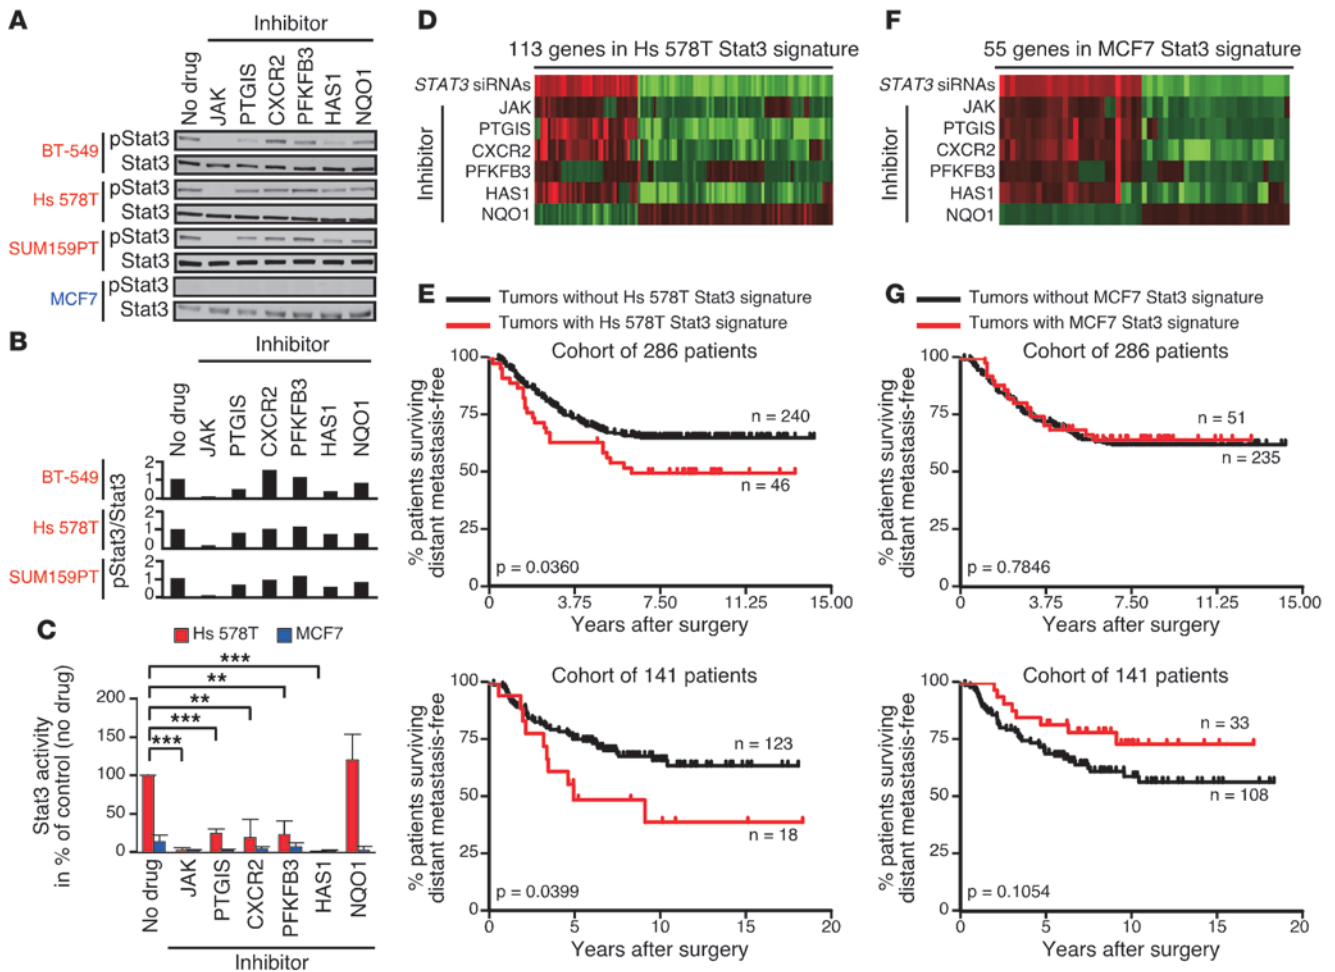 A
Inhibitor
No drug
JAK
PTGIS
CXCR2
PFKFB3
HAS1
NQO1
BT-549
pStat3
Stat3
Hs 578T
pStat3
Stat3
SUM159PT
pStat3
Stat3
MCF7
pStat3
Stat3
B
Inhibitor
No drug
JAK
PTGIS
CXCR2
PFKFB3
HAS1
NQO1
pStat3/Stat3
BT-549
2
1
0
Hs 578T
2
1
0
SUM159PT
2
1
0
C
Hs 578T
MCF7
Stat3 activity
in % of control (no drug)
200
150
100
50
0
***
**
**
***
***
No drug
JAK
PTGIS
CXCR2
PFKFB3
HAS1
NQO1
Inhibitor
D
113 genes in Hs 578T Stat3 signature
STAT3 siRNAs
Inhibitor
JAK
PTGIS
CXCR2
PFKFB3
HAS1
NQO1
E
Tumors without Hs 578T Stat3 signature
Tumors with Hs 578T Stat3 signature
Cohort of 286 patients
% patients surviving
distant metastasis-free
100
75
50
25
0
n = 240
n = 46
p = 0.0360
0 3.75 7.50 11.25 15.00
Years after surgery
Cohort of 141 patients
% patients surviving
distant metastasis-free
100
75
50
25
0
n = 123
n = 18
p = 0.0399
0 5 10 15 20
Years after surgery
F
55 genes in MCF7 Stat3 signature
STAT3 siRNAs
Inhibitor
JAK
PTGIS
CXCR2
PFKFB3
HAS1
NQO1
G
Tumors without MCF7 Stat3 signature
Tumors with MCF7 Stat3 signature
Cohort of 286 patients
% patients surviving
distant metastasis-free
100
75
50
25
0
n = 51
n = 235
p = 0.7846
0 3.75 7.50 11.25 15.00
Years after surgery
Cohort of 141 patients
% patients surviving
distant metastasis-free
100
75
50
25
0
n = 33
n = 108
p = 0.1054
0 5 10 15 20
Years after surgery